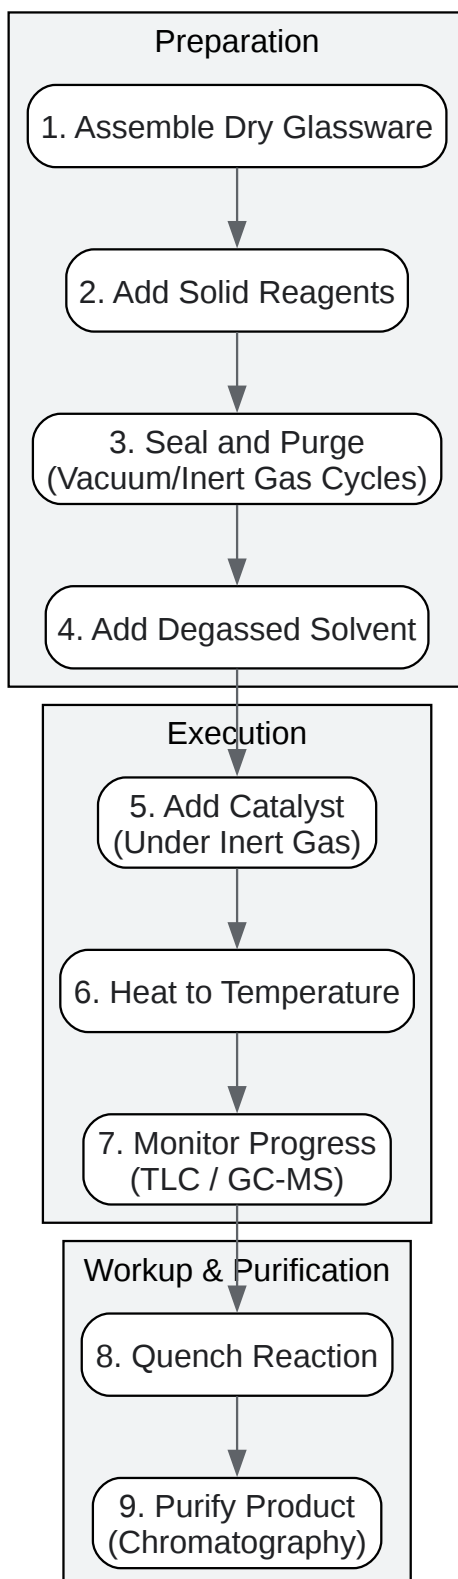 Preparation
1. Assemble Dry Glassware
2. Add Solid Reagents
3. Seal and Purge
(Vacuum/Inert Gas Cycles)
4. Add Degassed Solvent
Execution
5. Add Catalyst
(Under Inert Gas)
6. Heat to Temperature
7. Monitor Progress
(TLC / GC-MS)
Workup & Purification
8. Quench Reaction
9. Purify Product
(Chromatography)